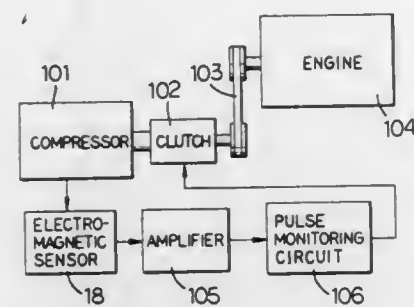 101
102
103
ENGINE
104
COMPRESSOR
CLUTCH
ELECTRO-
MAGNETIC
SENSOR
18
AMPLIFIER
105
PULSE
MONITORING
CIRCUIT
106